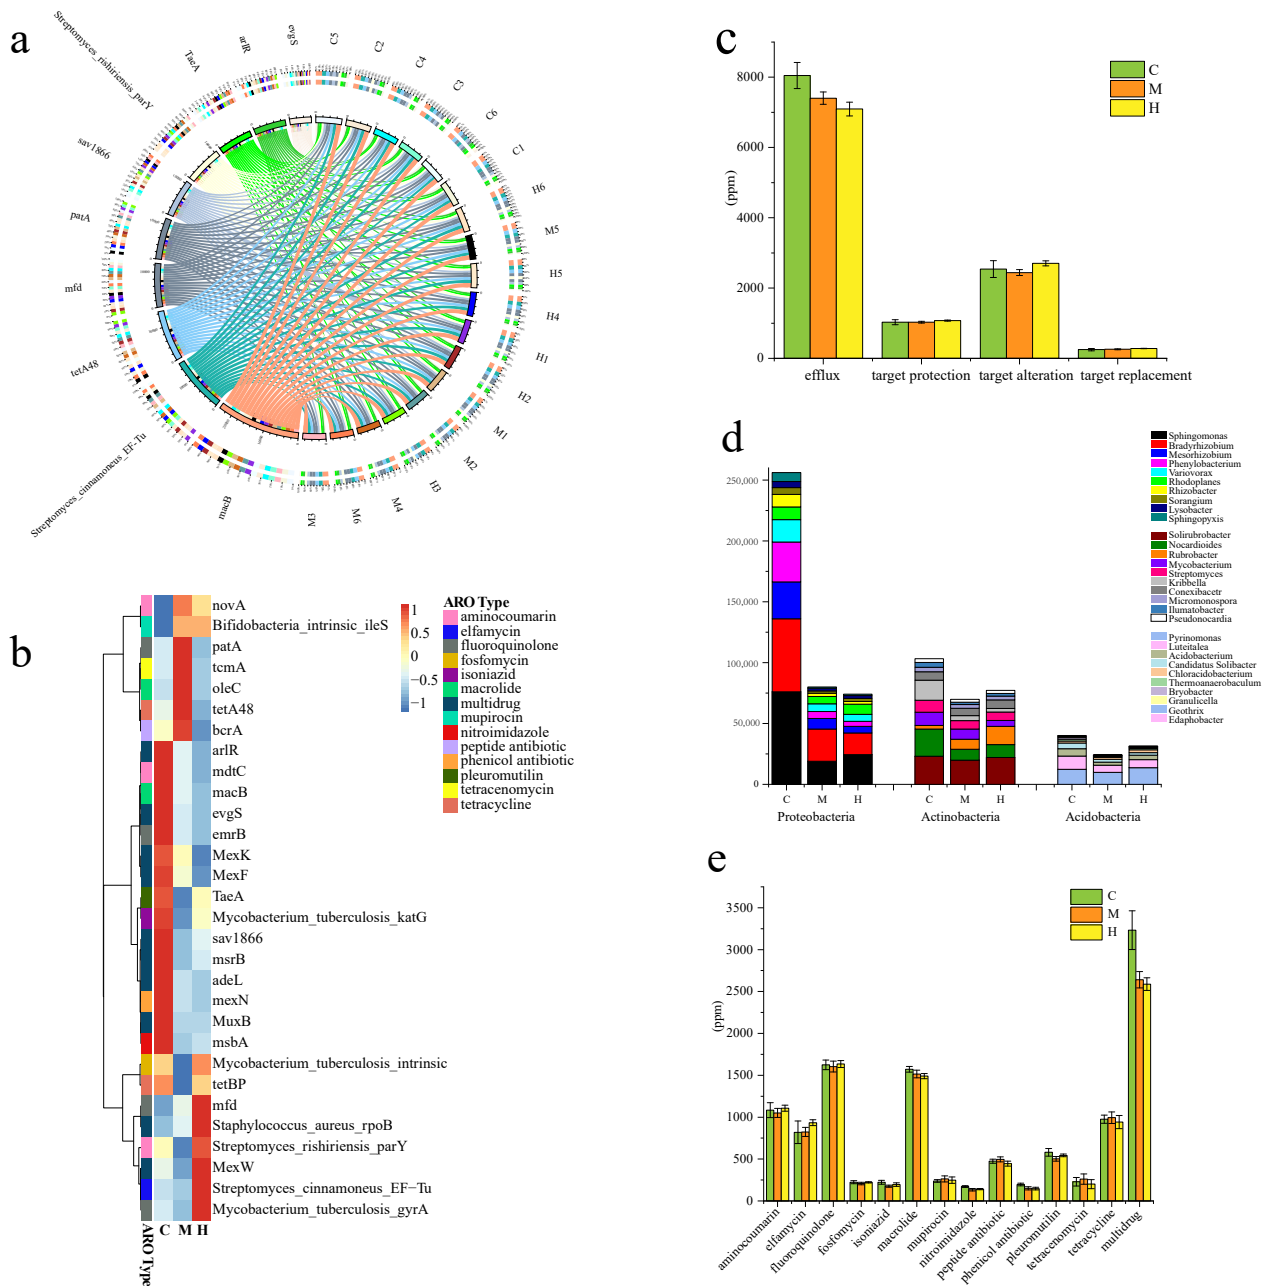 a
Streptomyces_rishiriensis_parY
TaeA
arlR
evgS
C5
C2
C4
C3
C6
C1
H6
M5
H5
H4
H1
H2
M1
M2
H3
M4
M6
M3
macB
Streptomyces_cinnamoneus_EF-Tu
tetA48
mfd
patA
sav1866
c
8000
6000
4000
2000
0
(ppm)
C
M
H
efflux
target protection
target alteration
target replacement
d
250,000
200,000
150,000
100,000
50,000
0
C
M
H
C
M
H
C
M
H
Proteobacteria
Actinobacteria
Acidobacteria
Sphingomonas
Bradyrhizobium
Mesorhizobium
Phenylobacterium
Variovorax
Rhodoplanes
Rhizobacter
Sorangium
Lysobacter
Sphingopyxis
Solirubrobacter
Nocardioides
Rubrobacter
Mycobacterium
Streptomyces
Kribbella
Conexibacetr
Micromonospora
Ilumatobacter
Pseudonocardia
Pyrinomonas
Luteitalea
Acidobacterium
Candidatus Solibacter
Chloracidobacterium
Thermoanaerobaculum
Bryobacter
Granulicella
Geothrix
Edaphobacter
b
novA
Bifidobacteria_intrinsic_ileS
patA
tcmA
oleC
tetA48
bcrA
arlR
mdtC
macB
evgS
emrB
MexK
MexF
TaeA
Mycobacterium_tuberculosis_katG
sav1866
msrB
adeL
mexN
MuxB
msbA
Mycobacterium_tuberculosis_intrinsic
tetBP
mfd
Staphylococcus_aureus_rpoB
Streptomyces_rishiriensis_parY
MexW
Streptomyces_cinnamoneus_EF−Tu
Mycobacterium_tuberculosis_gyrA
ARO Type
C
M
H
1
0.5
0
−0.5
−1
ARO Type
aminocoumarin
elfamycin
fluoroquinolone
fosfomycin
isoniazid
macrolide
multidrug
mupirocin
nitroimidazole
peptide antibiotic
phenicol antibiotic
pleuromutilin
tetracenomycin
tetracycline
e
3500
3000
2500
2000
1500
1000
500
0
(ppm)
C
M
H
aminocoumarin
elfamycin
fluoroquinolone
fosfomycin
isoniazid
macrolide
mupirocin
nitroimidazole
peptide antibiotic
phenicol antibiotic
pleuromutilin
tetracenomycin
tetracycline
multidrug